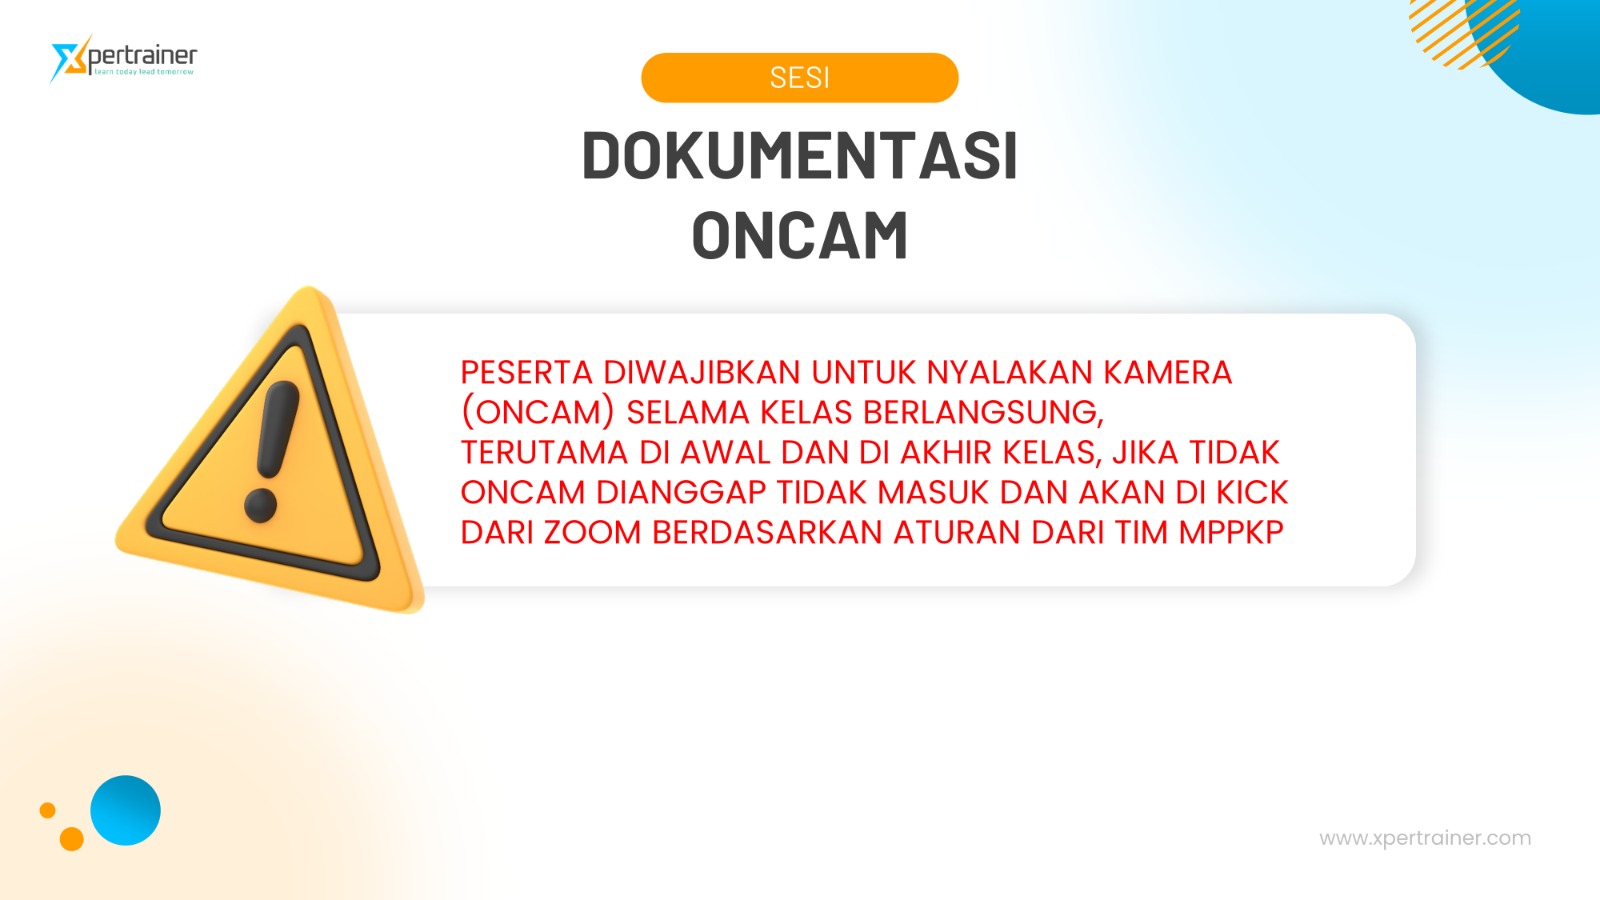 Xpertrainer
learn today lead tomorrow
SESI
DOKUMENTASI
ONCAM
PESERTA DIWAJIBKAN UNTUK NYALAKAN KAMERA
(ONCAM) SELAMA KELAS BERLANGSUNG,
TERUTAMA DI AWAL DAN DI AKHIR KELAS, JIKA TIDAK
ONCAM DIANGGAP TIDAK MASUK DAN AKAN DI KICK
DARI ZOOM BERDASARKAN ATURAN DARI TIM MPPKP
www.xpertrainer.com